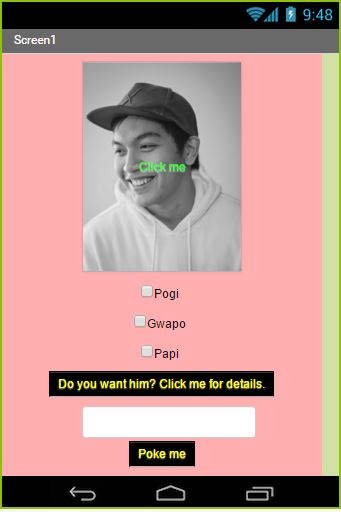 9:48
Screen1
Click me
Pogi
Gwapo
Papi
Do you want him? Click me for details.
Poke me